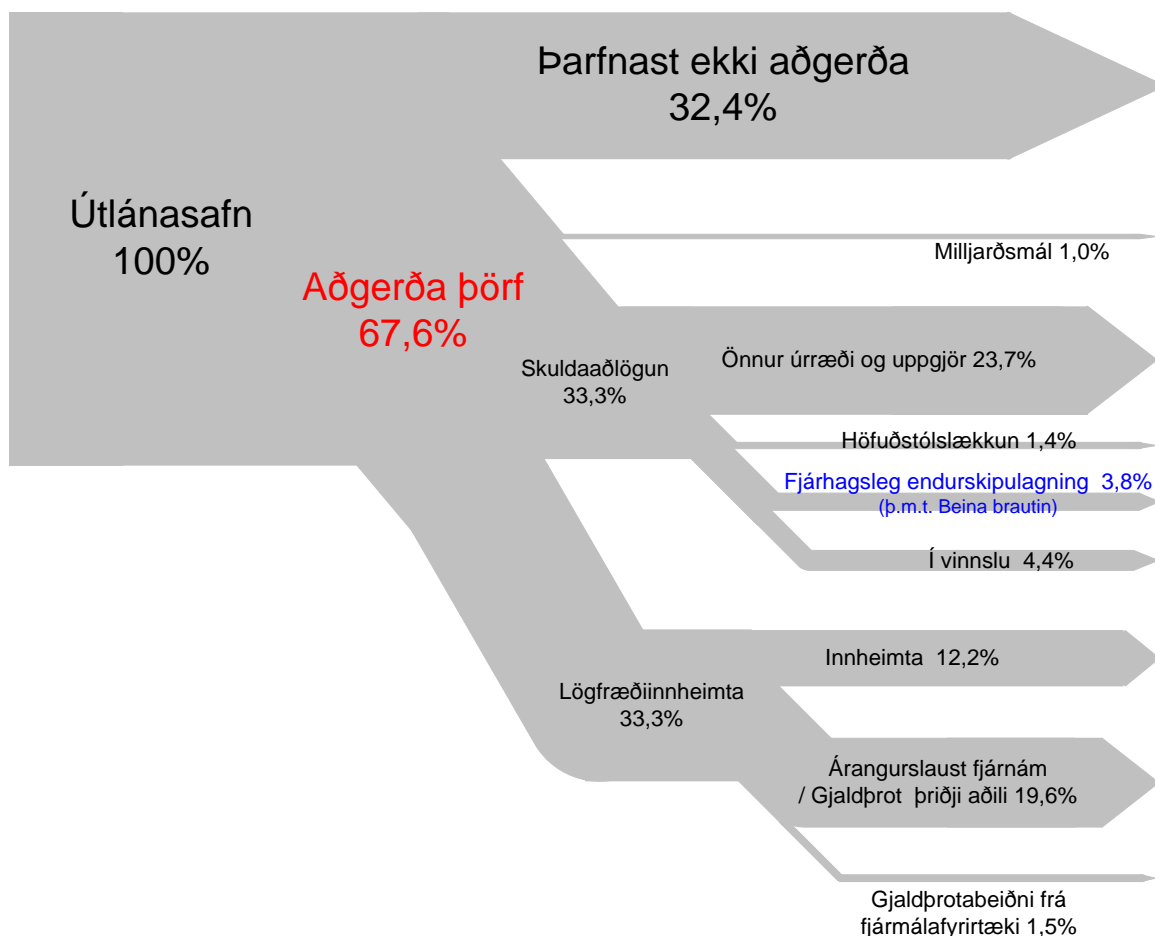 Þarfnast ekki aðgerða
32,4%
Útlánasafn
100%
Aðgerða þörf
67,6%
Milljarðsmál 1,0%
Skuldaaðlögun
33,3%
Önnur úrræði og uppgjör 23,7%
Höfuðstólslækkun 1,4%
Fjárhagsleg endurskipulagning 3,8%
(þ.m.t. Beina brautin)
Í vinnslu 4,4%
Lögfræðiinnheimta
33,3%
Innheimta 12,2%
Árangurslaust fjárnám
/ Gjaldþrot þriðji aðili 19,6%
Gjaldþrotabeiðni frá
fjármálafyrirtæki 1,5%